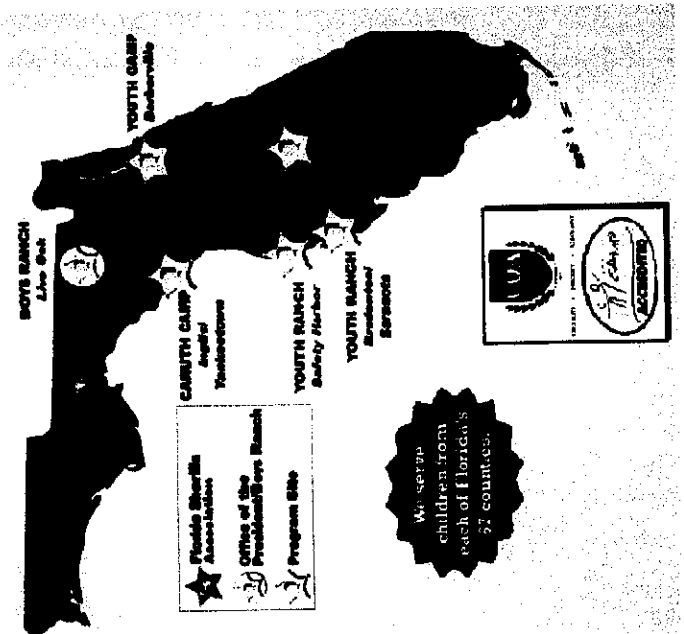 BOYS RANCH
Live Oak
YOUTH CAMP
Barberville
CARUTH CAMP
Inglis/
Yankeetown
YOUTH RANCH
Safety Harbor
YOUTH RANCH
Bradenton/
Sarasota
Florida Sheriffs
Association
Office of the
President/Boys Ranch
Program Site
We serve
children from
each of Florida's
67 counties.
ACCREDITED